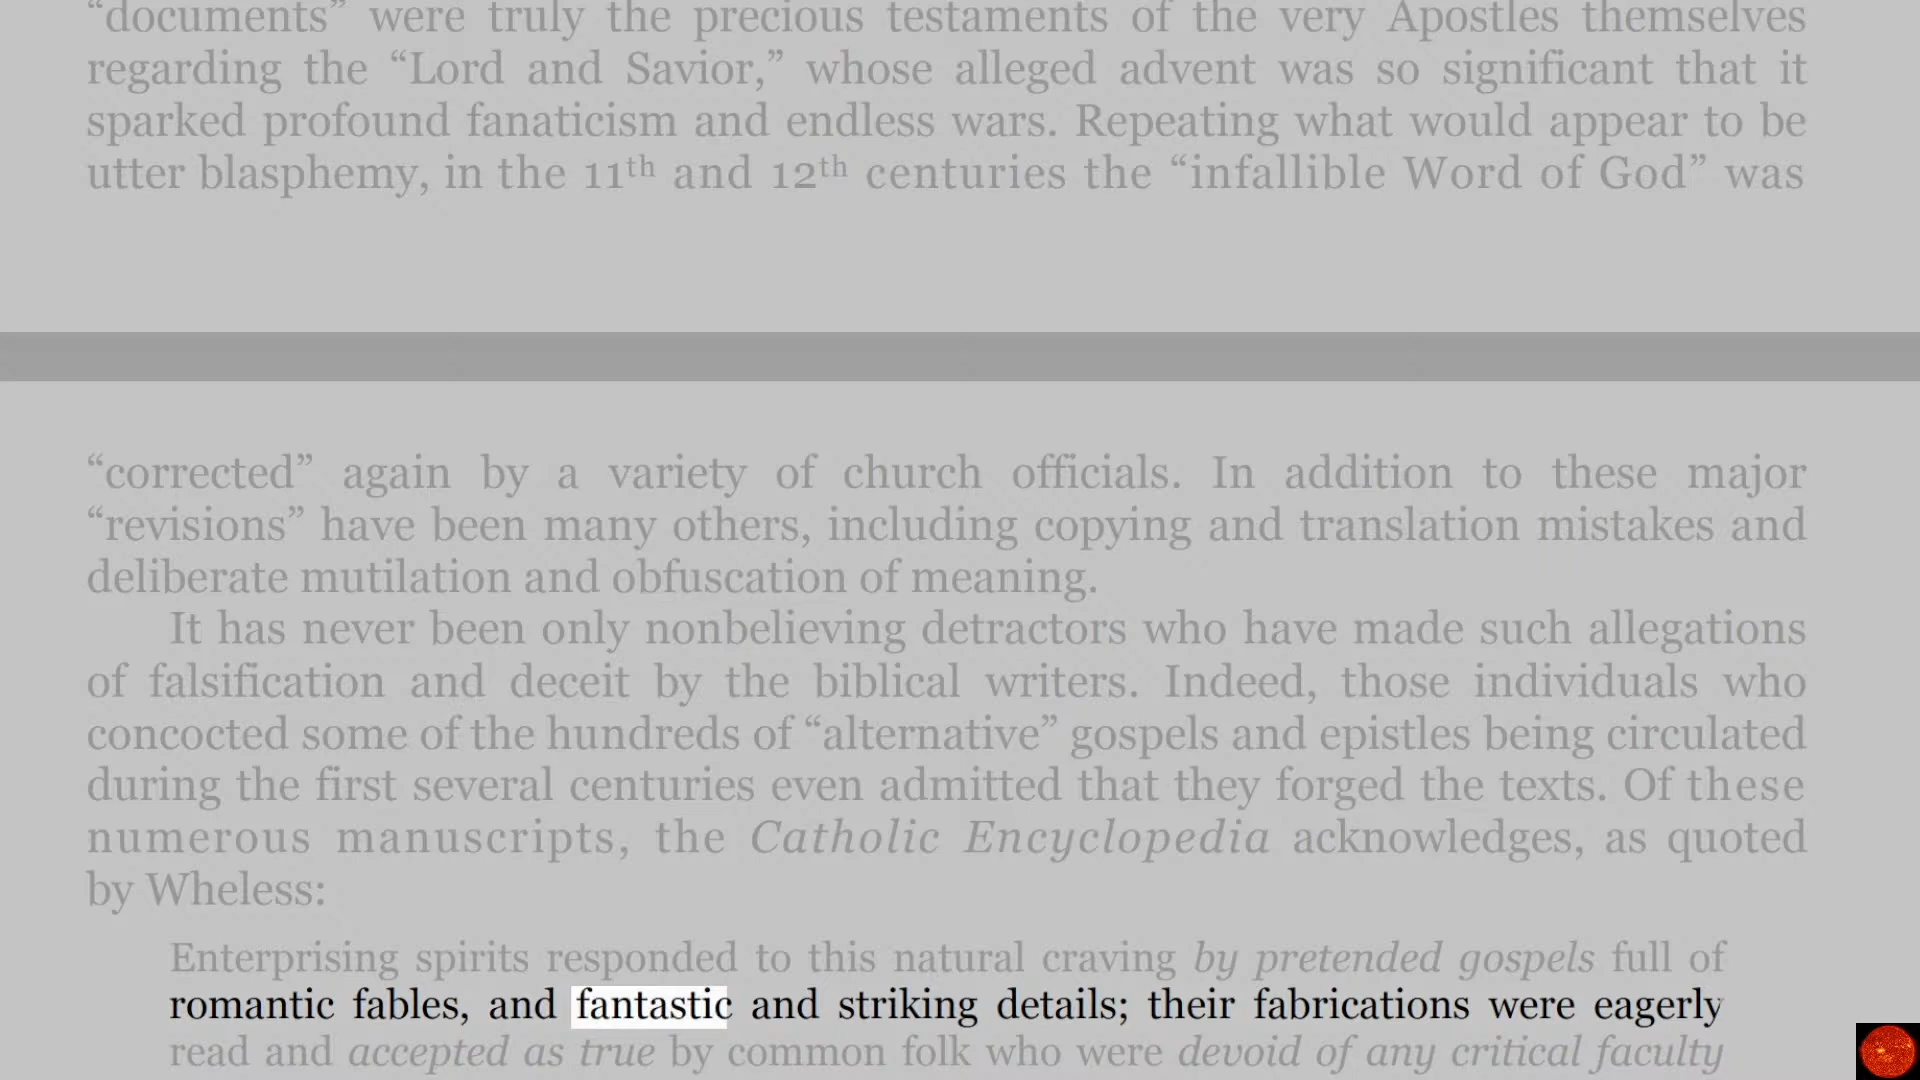 “documents” were truly the precious testaments of the very Apostles themselves
regarding the “Lord and Savior,” whose alleged advent was so significant that it
sparked profound fanaticism and endless wars. Repeating what would appear to be
utter blasphemy, in the 11th and 12th centuries the “infallible Word of God” was
“corrected” again by a variety of church officials. In addition to these major
“revisions” have been many others, including copying and translation mistakes and
deliberate mutilation and obfuscation of meaning.
It has never been only nonbelieving detractors who have made such allegations
of falsification and deceit by the biblical writers. Indeed, those individuals who
concocted some of the hundreds of “alternative” gospels and epistles being circulated
during the first several centuries even admitted that they forged the texts. Of these
numerous manuscripts, the Catholic Encyclopedia acknowledges, as quoted
by Wheless:
Enterprising spirits responded to this natural craving by pretended gospels full of
romantic fables, and fantastic and striking details; their fabrications were eagerly
read and accepted as true by common folk who were devoid of any critical faculty